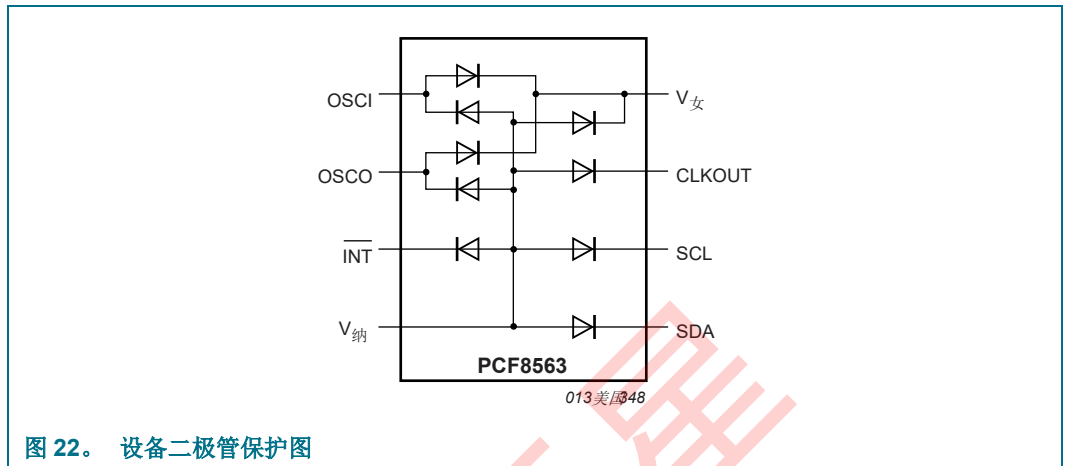 OSCI
V女
OSCO
CLKOUT
INT
SCL
V纳
SDA
PCF8563
013美国348
图 22。 设备二极管保护图